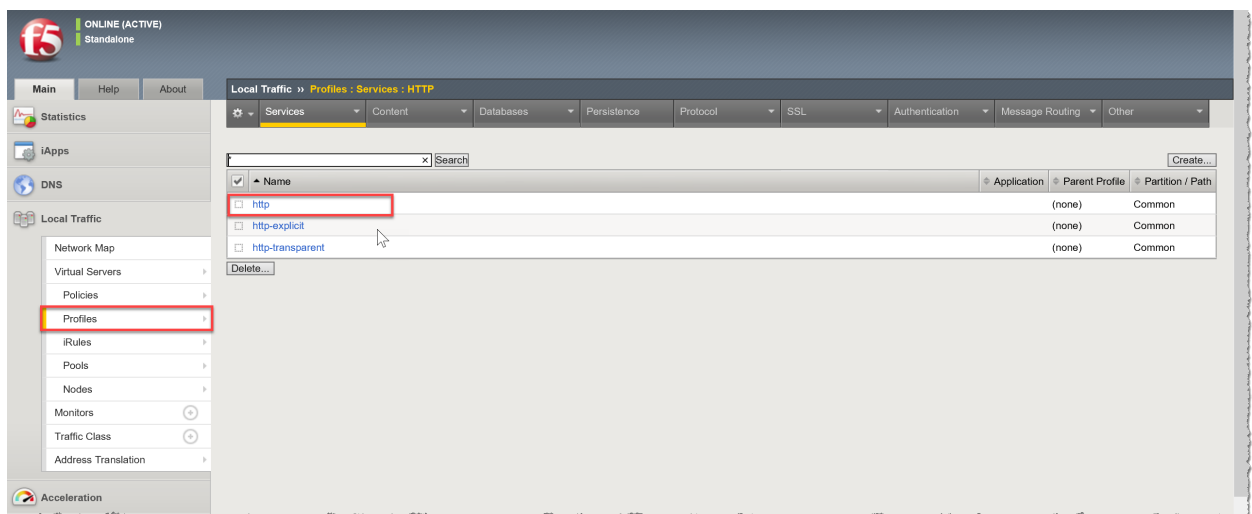 f5
ONLINE (ACTIVE)
Standalone
Main Help About
Local Traffic ›› Profiles : Services : HTTP
Services Content Databases Persistence Protocol SSL Authentication Message Routing Other
Statistics
iApps
DNS
Local Traffic
Network Map
Virtual Servers
Policies
Profiles
iRules
Pools
Nodes
Monitors
Traffic Class
Address Translation
Acceleration
* × Search Create...
Name Application Parent Profile Partition / Path
http (none) Common
http-explicit (none) Common
http-transparent (none) Common
Delete...